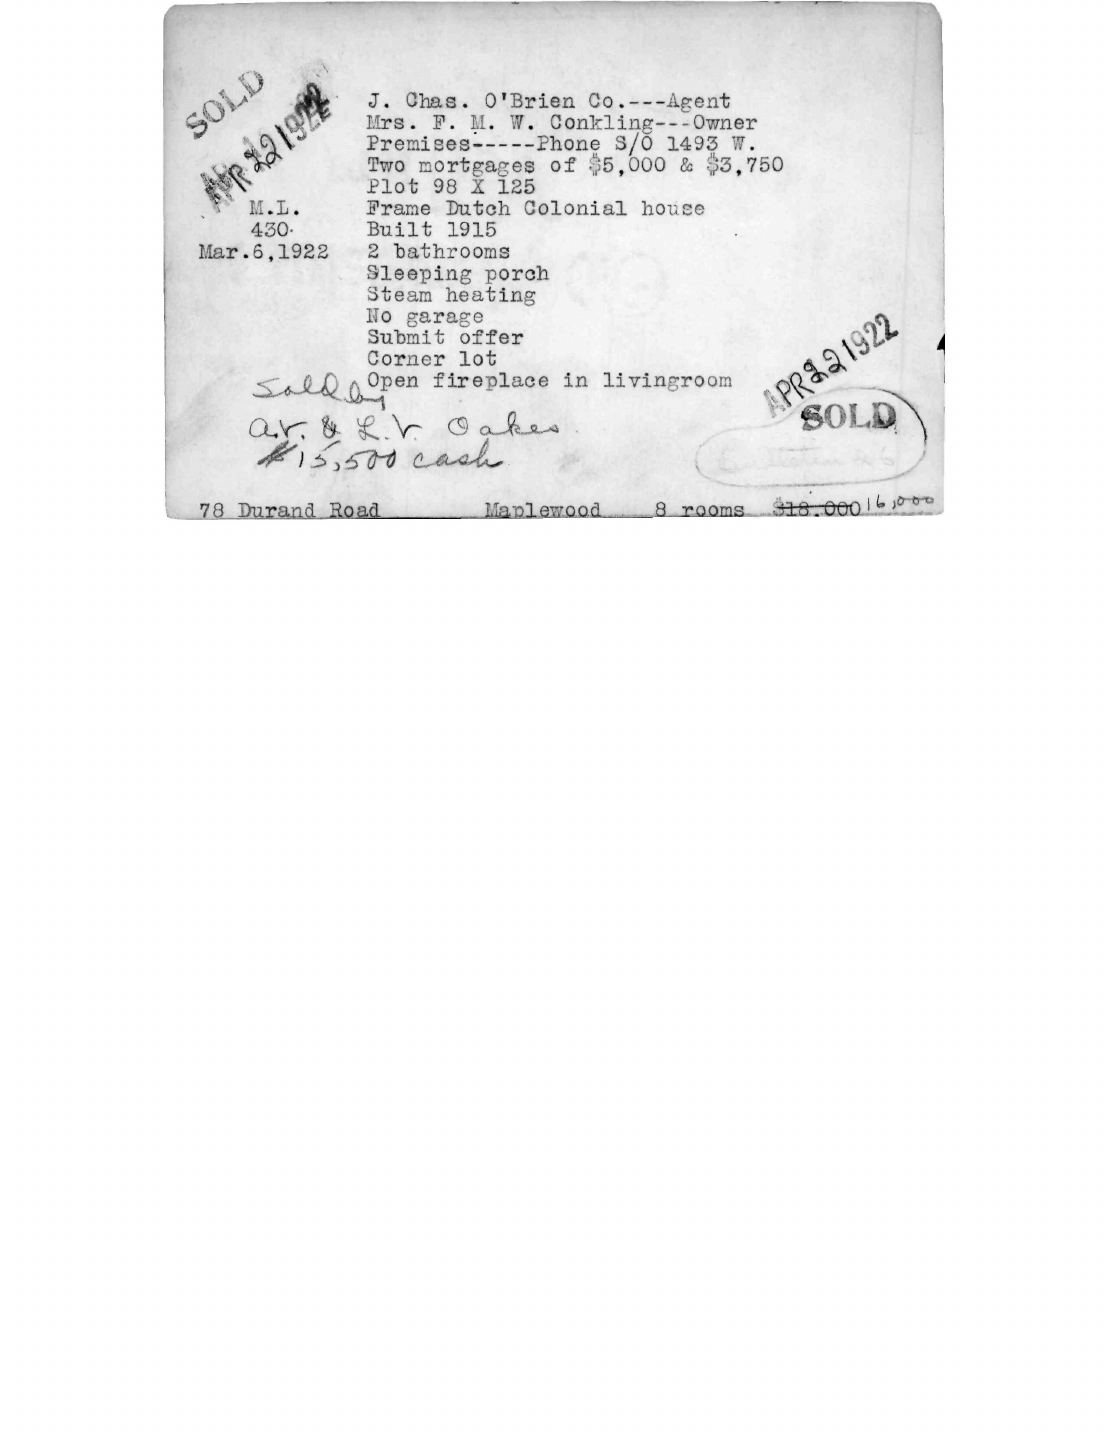 SOLD
APR 22 1922
J. Chas. O'Brien Co.---Agent
Mrs. F. M. W. Conkling---Owner
Premises-----Phone S/O 1493 W.
Two mortgages of $5,000 & $3,750
Plot 98 X 125
M.L. Frame Dutch Colonial house
430. Built 1915
Mar.6,1922 2 bathrooms
Sleeping porch
Steam heating
No garage
Submit offer
Corner lot
Open fireplace in livingroom
Sold by
A.V. & L.V. Oakes
$15,500 cash
APR 22 1922
SOLD
78 Durand Road Maplewood 8 rooms $18.000 16,000